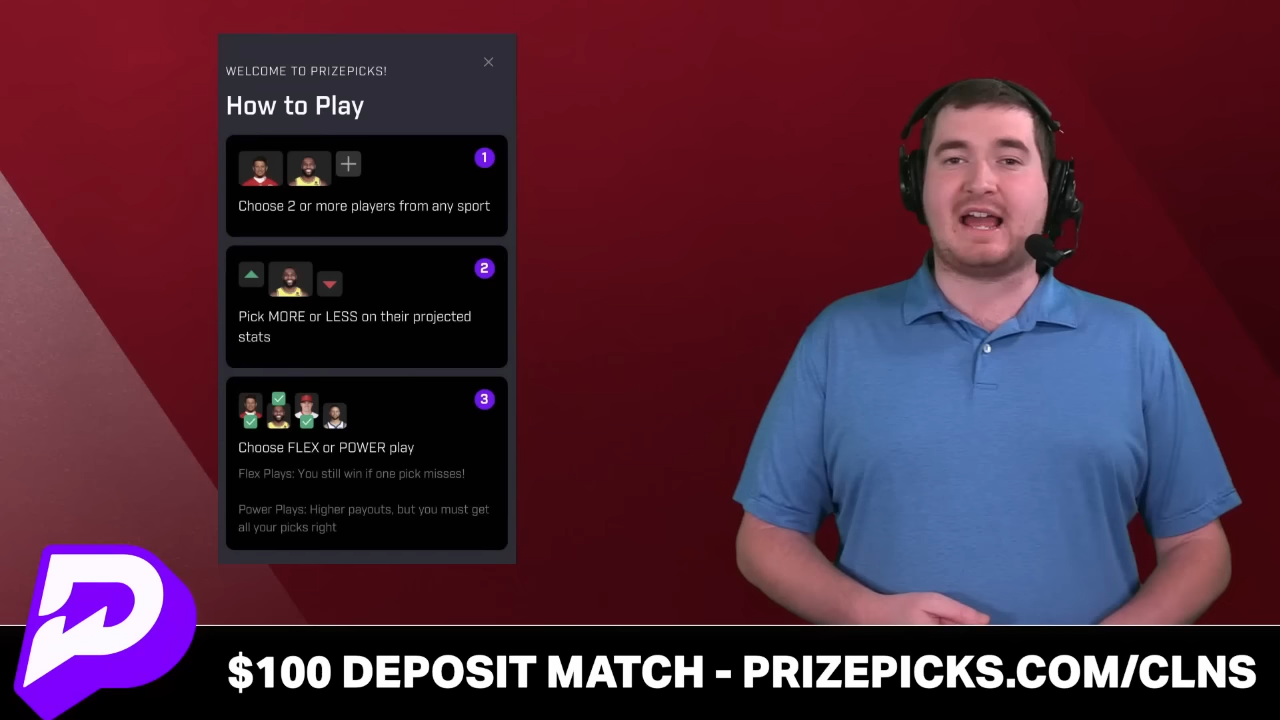 WELCOME TO PRIZEPICKS!
How to Play
1
Choose 2 or more players from any sport
2
Pick MORE or LESS on their projected
stats
3
Choose FLEX or POWER play
Flex Plays: You still win if one pick misses!
Power Plays: Higher payouts, but you must get
all your picks right
$100 DEPOSIT MATCH - PRIZEPICKS.COM/CLNS